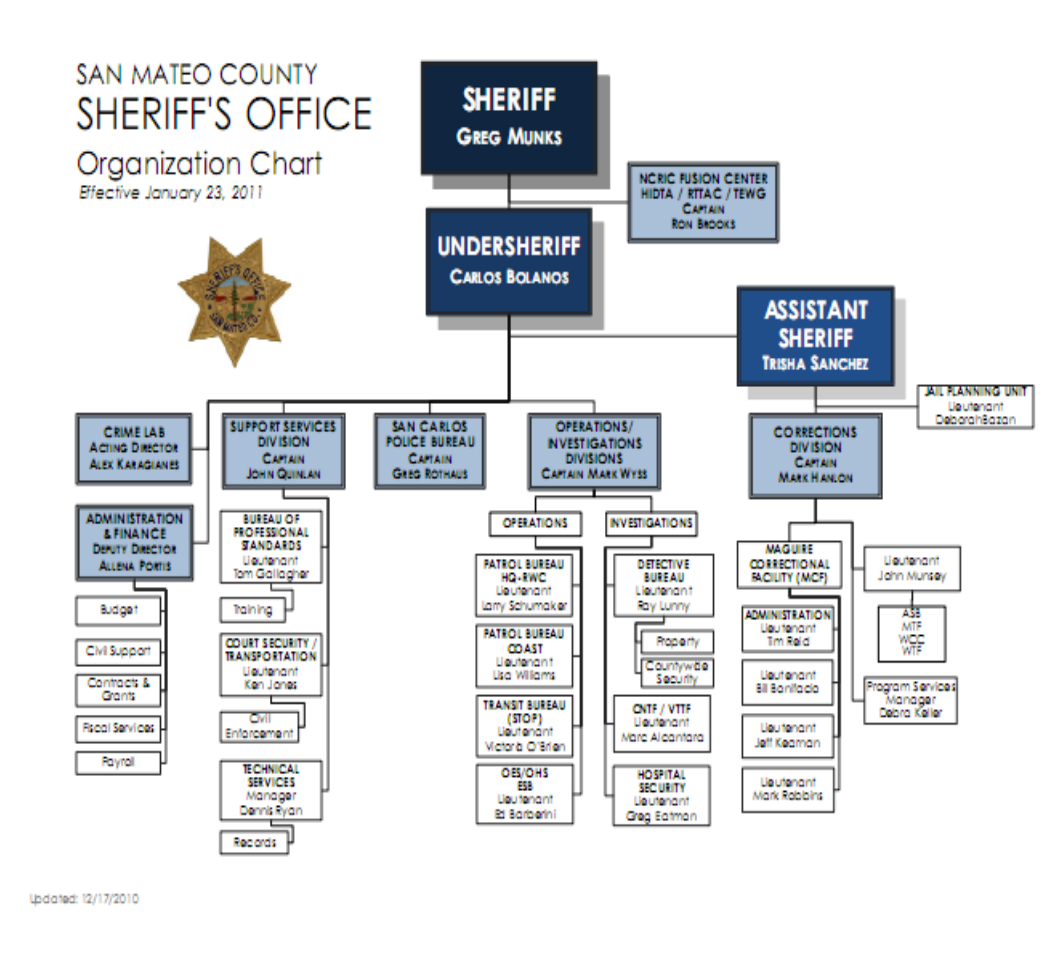 SAN MATEO COUNTY
SHERIFF'S OFFICE
Organization Chart
Effective January 23, 2011
SHERIFF
GREG MUNKS
NCRIC FUSION CENTER
HIDTA / RTTAC / TEWG
CAPTAIN
RON BROOKS
UNDERSHERIFF
CARLOS BOLANOS
SHERIFF'S OFFICE
SAN MATEO CO.
ASSISTANT
SHERIFF
TRISHA SANCHEZ
JAIL PLANNING UNIT
Lieutenant
Deborah Bazan
CRIME LAB
ACTING DIRECTOR
ALEX KARAGIANES
SUPPORT SERVICES
DIVISION
CAPTAIN
JOHN QUINLAN
SAN CARLOS
POLICE BUREAU
CAPTAIN
GREG ROTHAUS
OPERATIONS/
INVESTIGATIONS
DIVISIONS
CAPTAIN MARK WYSS
CORRECTIONS
DIVISION
CAPTAIN
MARK HANLON
ADMINISTRATION
& FINANCE
DEPUTY DIRECTOR
ALLENA PORTIS
Budget
Civil Support
Contracts &
Grants
Fiscal Services
Payroll
BUREAU OF
PROFESSIONAL
STANDARDS
Lieutenant
Tom Gallagher
Training
COURT SECURITY /
TRANSPORTATION
Lieutenant
Ken Jones
Civil
Enforcement
TECHNICAL
SERVICES
Manager
Dennis Ryan
Records
OPERATIONS
PATROL BUREAU
HQ-RWC
Lieutenant
Larry Schumaker
PATROL BUREAU
COAST
Lieutenant
Lisa Williams
TRANSIT BUREAU
(STOP)
Lieutenant
Victoria O'Brien
OES/OHS
ESB
Lieutenant
Ed Barberini
INVESTIGATIONS
DETECTIVE
BUREAU
Lieutenant
Ray Lunny
Property
Countywide
Security
CNTF / VTTF
Lieutenant
Marc Alcantara
HOSPITAL
SECURITY
Lieutenant
Greg Eatman
MAGUIRE
CORRECTIONAL
FACILITY (MCF)
ADMINISTRATION
Lieutenant
Tim Reid
Lieutenant
Bill Bonifacio
Lieutenant
Jeff Kearnan
Lieutenant
Mark Robbins
Lieutenant
John Munsey
ASB
MTF
WCC
WTF
Program Services
Manager
Debra Keller
Updated: 12/17/2010